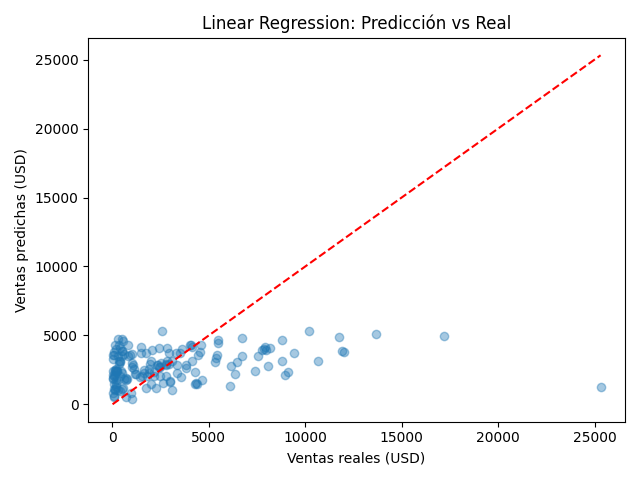 Linear Regression: Predicción vs Real
25000
20000
15000
10000
5000
0
Ventas predichas (USD)
0 5000 10000 15000 20000 25000
Ventas reales (USD)